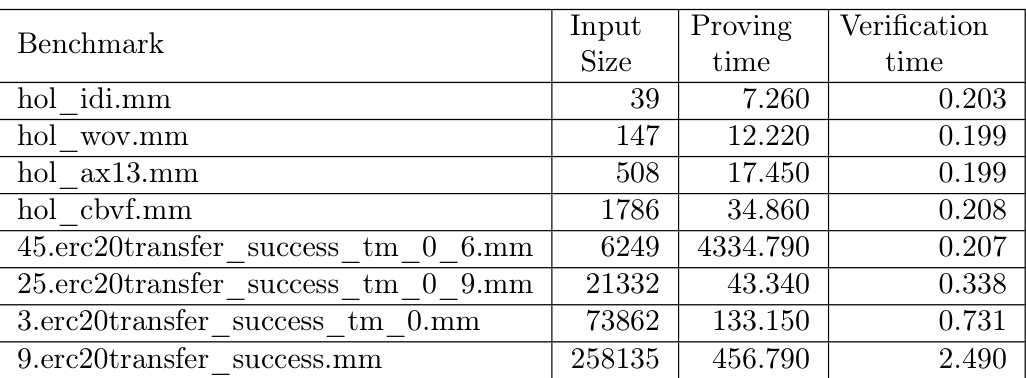 Benchmark Input Size Proving time Verification time
hol_idi.mm 39 7.260 0.203
hol_wov.mm 147 12.220 0.199
hol_ax13.mm 508 17.450 0.199
hol_cbvf.mm 1786 34.860 0.208
45.erc20transfer_success_tm_0_6.mm 6249 4334.790 0.207
25.erc20transfer_success_tm_0_9.mm 21332 43.340 0.338
3.erc20transfer_success_tm_0.mm 73862 133.150 0.731
9.erc20transfer_success.mm 258135 456.790 2.490